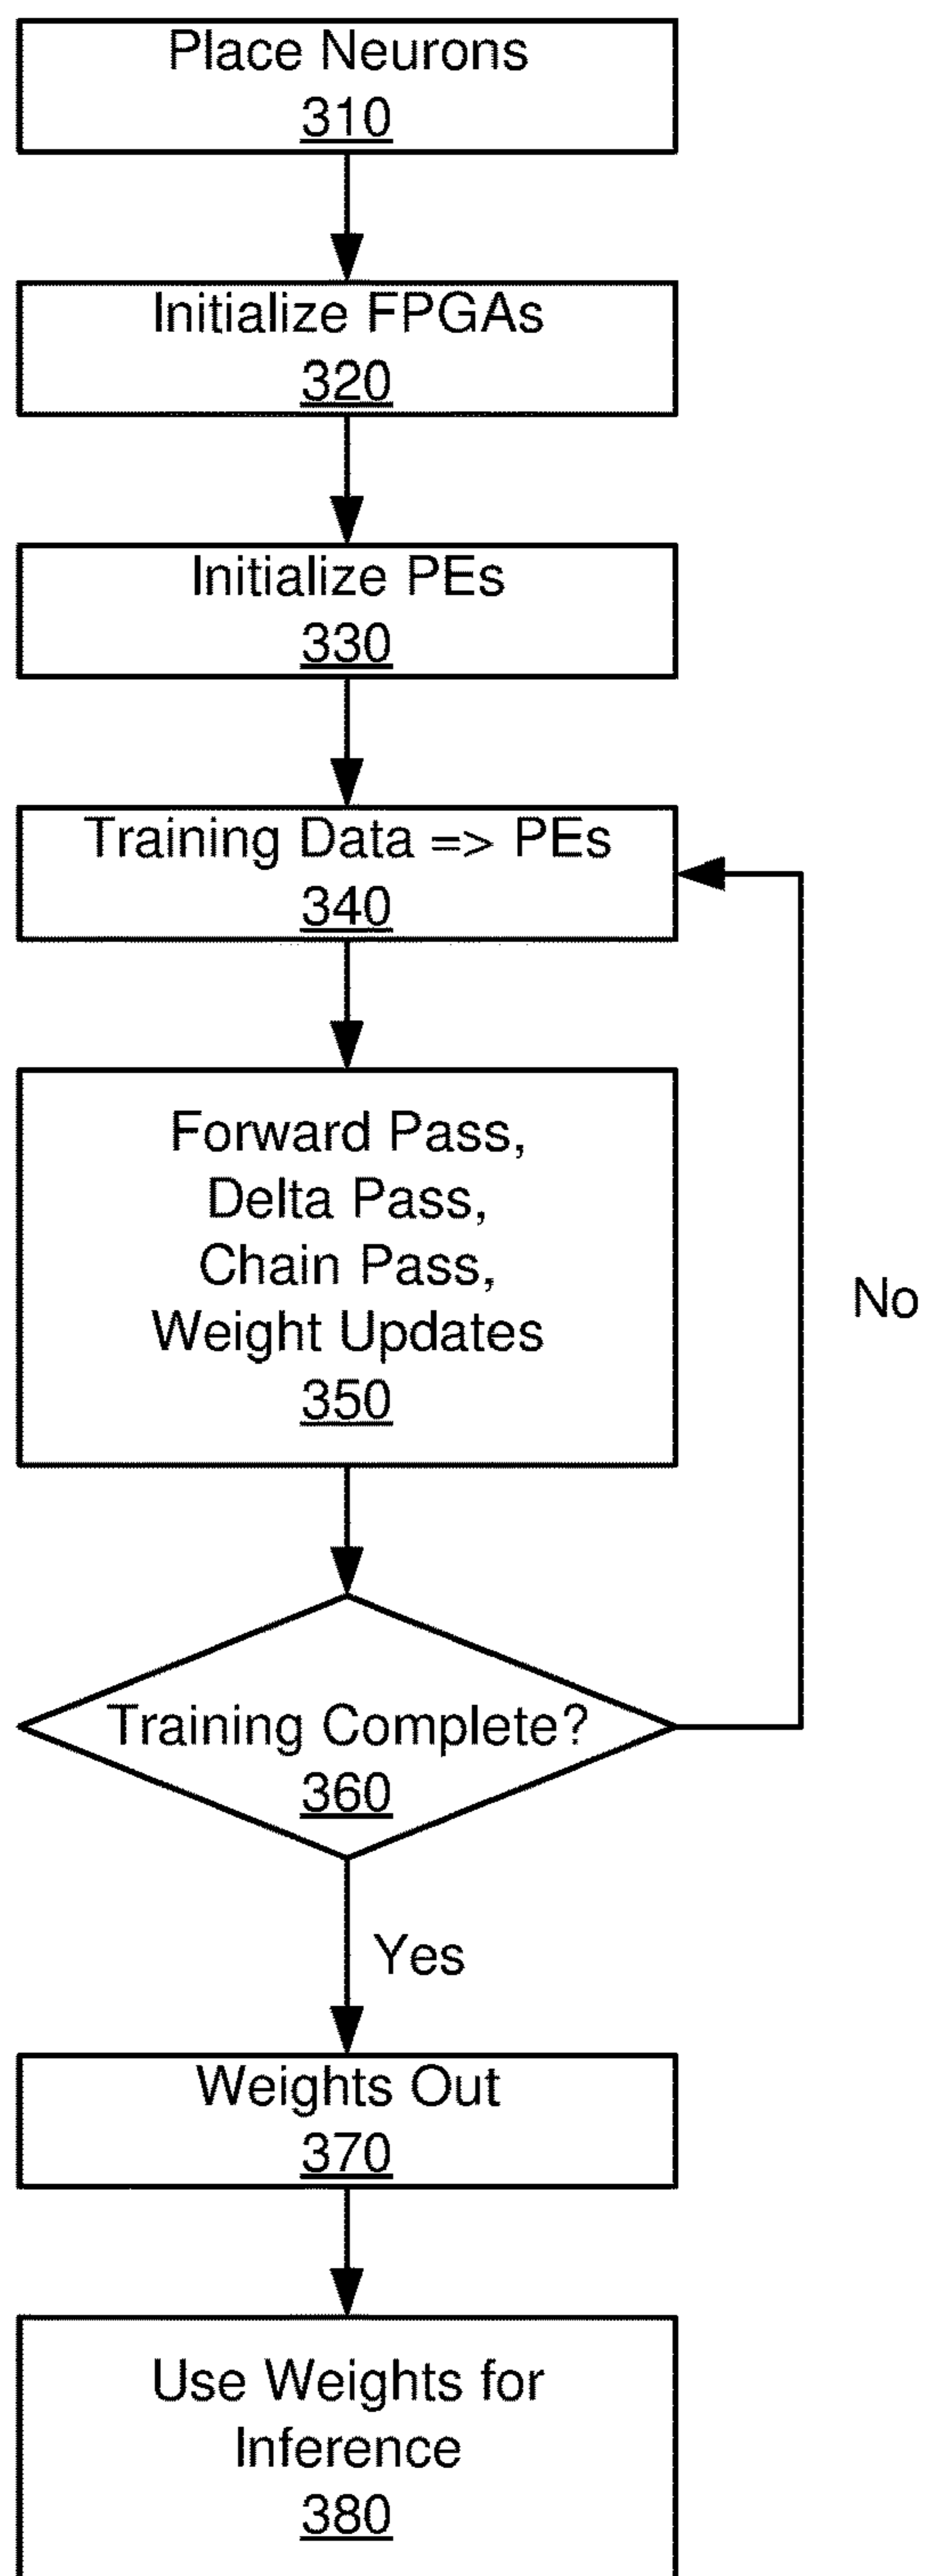 Place Neurons
310
Initialize FPGAs
320
Initialize PEs
330
Training Data => PEs
340
Forward Pass,
Delta Pass,
Chain Pass,
Weight Updates
350
No
Training Complete?
360
Yes
Weights Out
370
Use Weights for
Inference
380